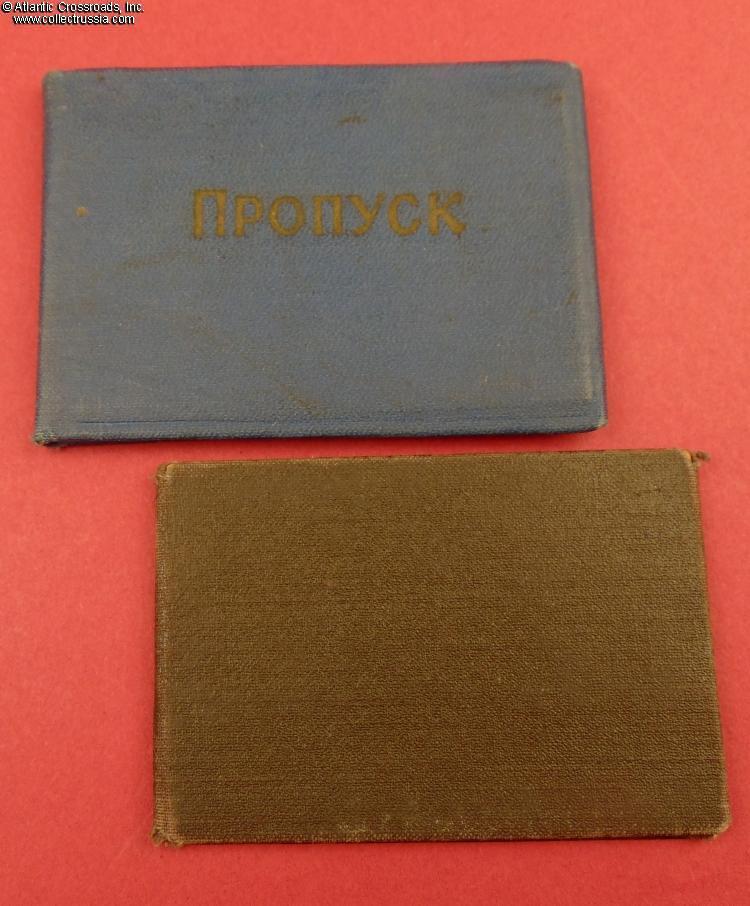 © Atlantic Crossroads, Inc.
www.collectrussia.com
ПРОПУСК